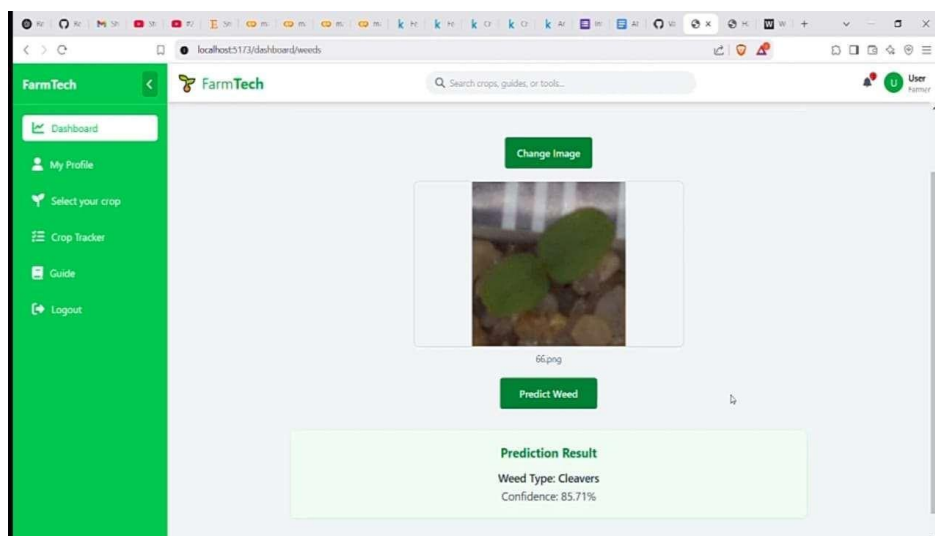 localhost:5173/dashboard/weeds
FarmTech
FarmTech
Search crops, guides, or tools...
U
User
Farmer
Dashboard
My Profile
Select your crop
Crop Tracker
Guide
Logout
Change Image
66.png
Predict Weed
Prediction Result
Weed Type: Cleavers
Confidence: 85.71%